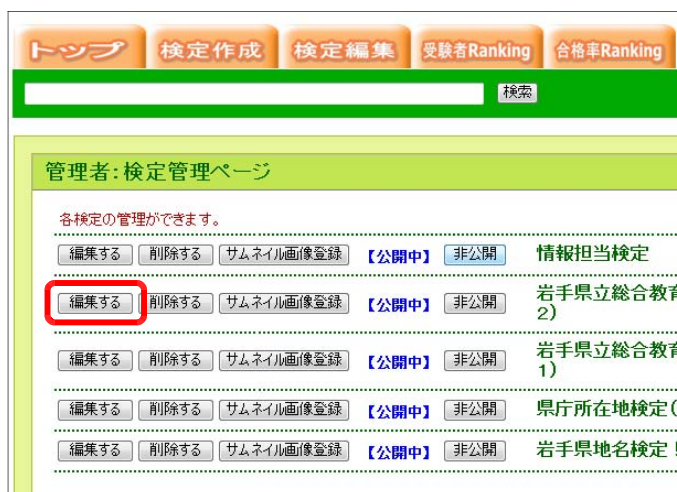 トップ 検定作成 検定編集 受験者Ranking 合格率Ranking
検索
管理者:検定管理ページ
各検定の管理ができます。
編集する 削除する サムネイル画像登録 【公開中】 非公開 情報担当検定
編集する 削除する サムネイル画像登録 【公開中】 非公開 岩手県立総合教育
2)
編集する 削除する サムネイル画像登録 【公開中】 非公開 岩手県立総合教育
1)
編集する 削除する サムネイル画像登録 【公開中】 非公開 県庁所在地検定(
編集する 削除する サムネイル画像登録 【公開中】 非公開 岩手県地名検定!